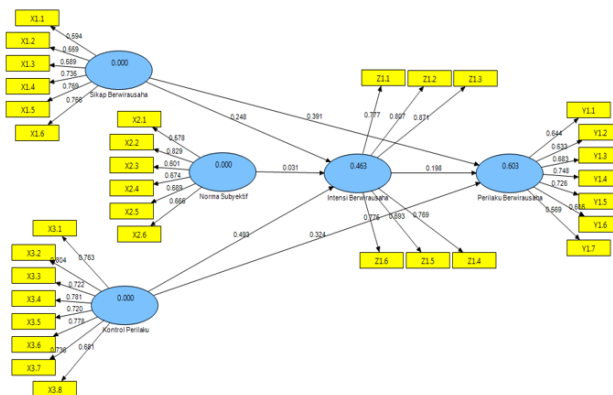 X1.1
0.594
X1.2
X1.3
0.689
X1.4
0.735
X1.5
0.769
X1.6
0.766
0.000
Sikap Berwirausaha
X2.1
0.678
X2.2
0.829
X2.3
0.601
X2.4
0.674
X2.5
0.689
X2.6
0.666
0.000
Norma Subyektif
X3.1
0.763
X3.2
0.804
X3.3
0.722
X3.4
0.781
X3.5
0.720
X3.6
0.778
X3.7
X3.8
0.681
0.000
Kontrol Perilaku
0.248
0.391
0.031
0.493
0.324
0.198
Z1.1
Z1.2
Z1.3
0.777
0.807
0.871
0.463
Intensi Berwirausaha
0.775
0.693
0.769
Z1.6
Z1.5
Z1.4
0.603
Perilaku Berwirausaha
Y1.1
0.644
Y1.2
0.633
Y1.3
0.683
Y1.4
0.748
Y1.5
0.726
Y1.6
Y1.7
0.569